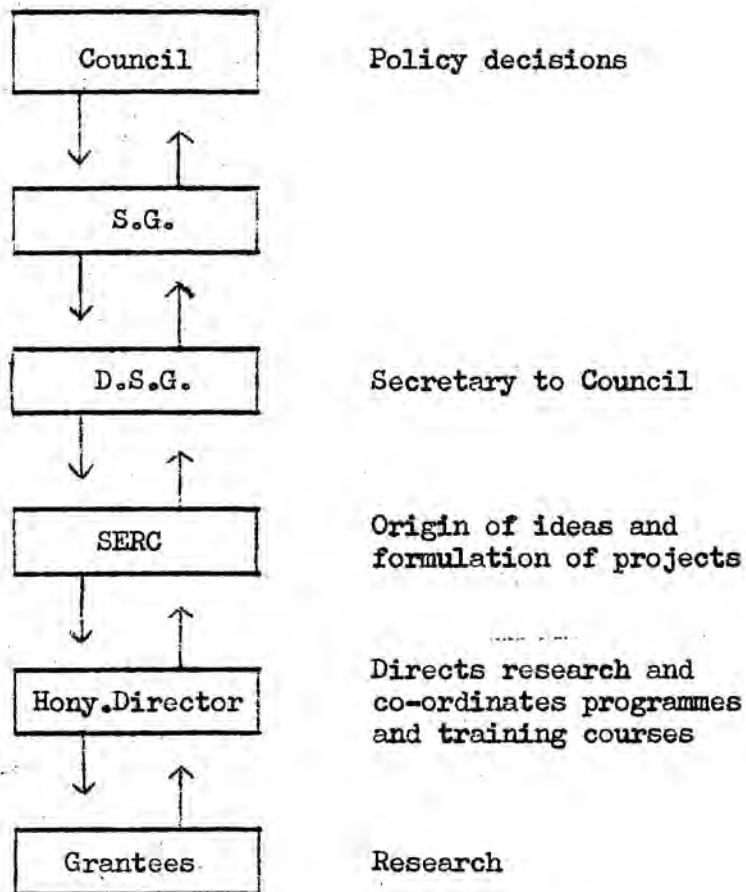 Council Policy decisions
S.G.
D.S.G. Secretary to Council
SERC Origin of ideas and
formulation of projects
Hony.Director Directs research and
co-ordinates programmes
and training courses
Grantees Research